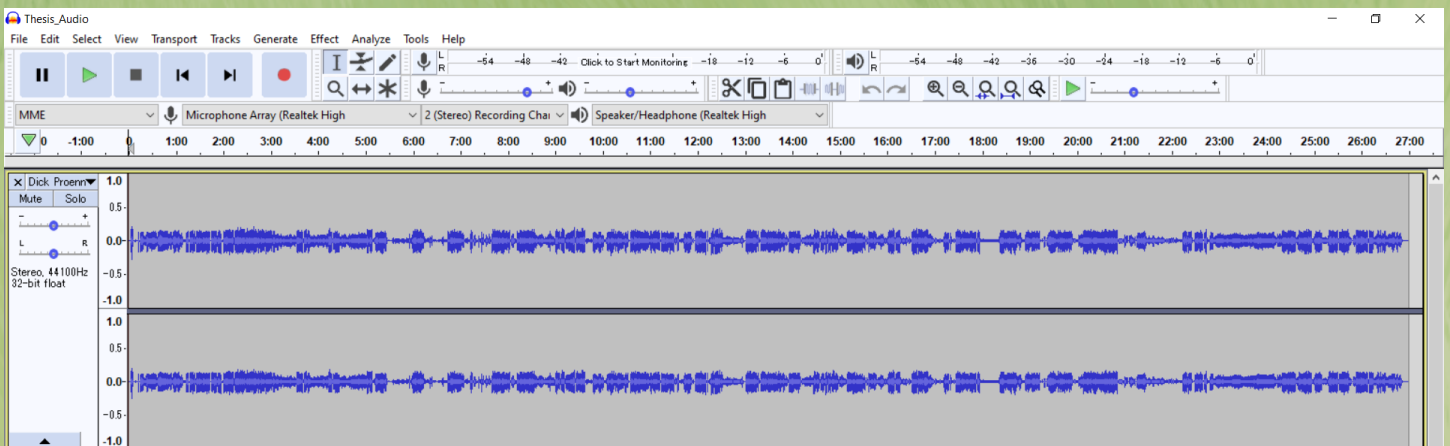 Thesis_Audio
File Edit Select View Transport Tracks Generate Effect Analyze Tools Help
L
R
-54 -48 -42 Click to Start Monitoring -18 -12 -6 0
L
R
-54 -48 -42 -36 -30 -24 -18 -12 -6 0
- +
- +
- +
MME
Microphone Array (Realtek High
2 (Stereo) Recording Char
Speaker/Headphone (Realtek High
0 -1:00 0 1:00 2:00 3:00 4:00 5:00 6:00 7:00 8:00 9:00 10:00 11:00 12:00 13:00 14:00 15:00 16:00 17:00 18:00 19:00 20:00 21:00 22:00 23:00 24:00 25:00 26:00 27:00
Dick Proenn
Mute Solo
- +
L R
Stereo, 44100Hz
32-bit float
1.0
0.5
0.0
-0.5
-1.0
1.0
0.5
0.0
-0.5
-1.0